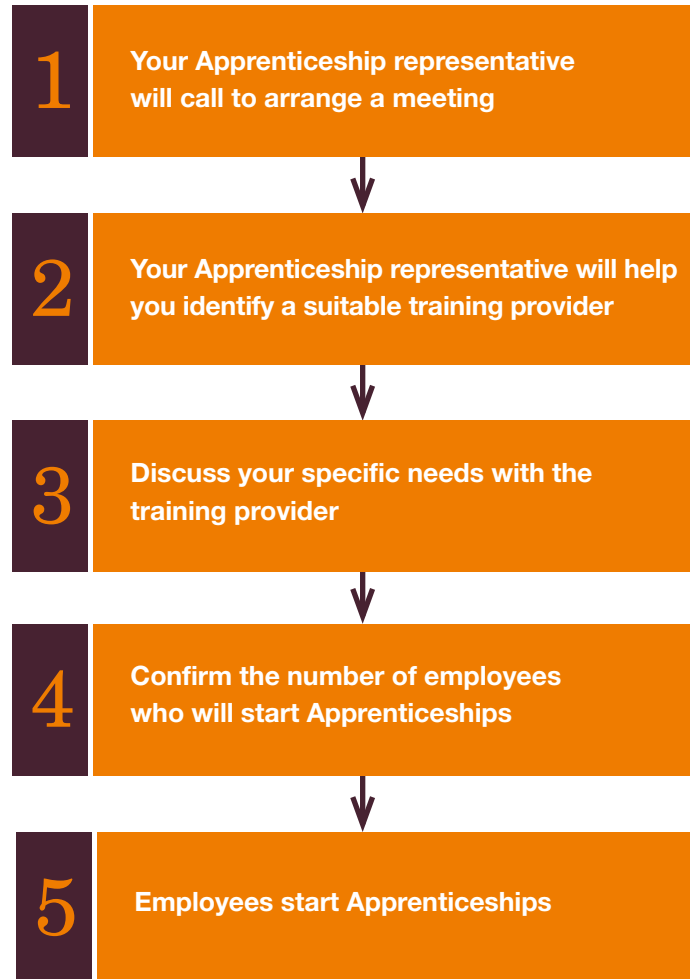 1
Your Apprenticeship representative
will call to arrange a meeting
2
Your Apprenticeship representative will help
you identify a suitable training provider
3
Discuss your specific needs with the
training provider
4
Confirm the number of employees
who will start Apprenticeships
5
Employees start Apprenticeships